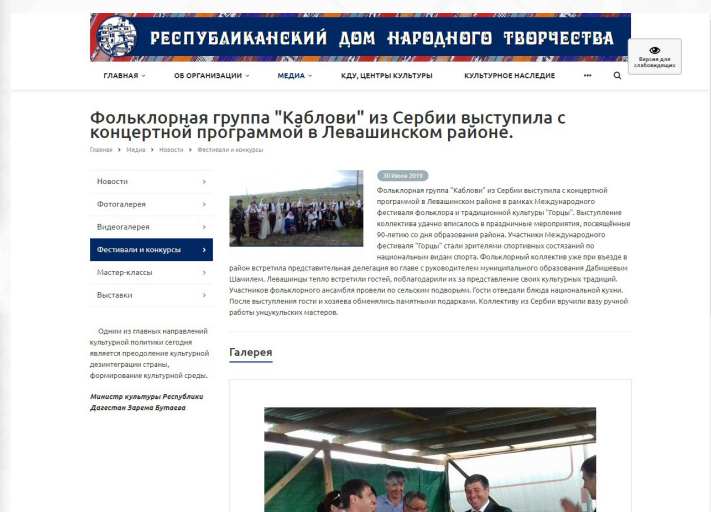 РЕСПУБЛИКАНСКИЙ ДОМ НАРОДНОГО ТВОРЧЕСТВА
Версия для
слабовидящих
ГЛАВНАЯ ОБ ОРГАНИЗАЦИИ МЕДИА КДУ, ЦЕНТРЫ КУЛЬТУРЫ КУЛЬТУРНОЕ НАСЛЕДИЕ •••
Фольклорная группа "Каблови" из Сербии выступила с
концертной программой в Левашинском районе.
Главная > Медиа > Новости > Фестивали и конкурсы
Новости
Фотогалерея
Видеогалерея
Фестивали и конкурсы
Мастер-классы
Выставки
Одним из главных направлений
культурной политики сегодня
является преодоление культурной
дезинтеграции страны,
формирование культурной среды.
Министр культуры Республики
Дагестан Зарема Бутаева
30 Июня 2019
Фольклорная группа "Каблови" из Сербии выступила с концертной
программой в Левашинском районе в рамках Международного
фестиваля фольклора и традиционной культуры "Горцы". Выступление
коллектива удачно вписалось в праздничные мероприятия, посвящённые
90-летию со дня образования района. Участники Международного
фестиваля "Горцы" стали зрителями спортивных состязаний по
национальным видам спорта. Фольклорный коллектив уже при въезде в
район встретила представительная делегация во главе с руководителем муниципального образования Дабишевым
Шамилем. Левашинцы тепло встретили гостей, поблагодарили их за представление своих культурных традиций.
Участников фольклорного ансамбля провели по сельским подворьям. Гости отведали блюда национальной кухни.
После выступления гости и хозяева обменялись памятными подарками. Коллективу из Сербии вручили вазу ручной
работы унцукульских мастеров.
Галерея